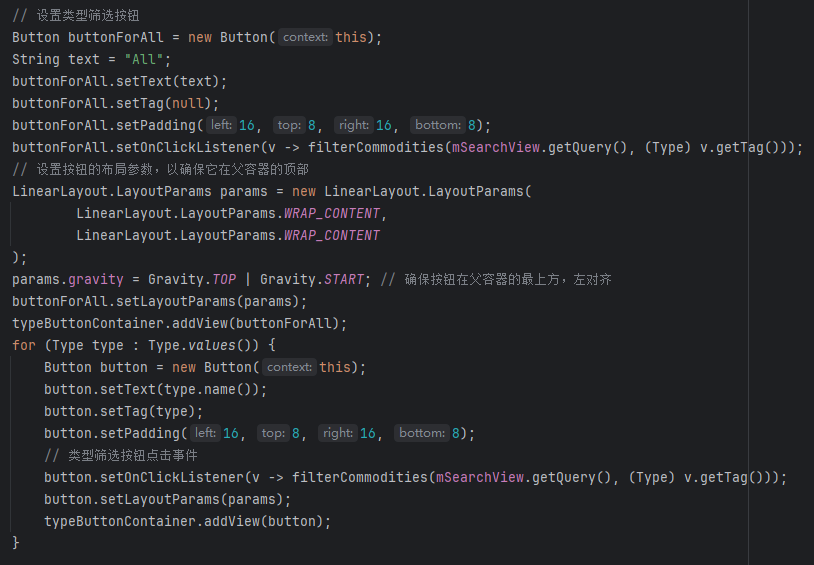 // 设置类型筛选按钮
Button buttonForAll = new Button( context: this);
String text = "All";
buttonForAll.setText(text);
buttonForAll.setTag(null);
buttonForAll.setPadding( left: 16, top: 8, right: 16, bottom: 8);
buttonForAll.setOnClickListener(v -> filterCommodities(mSearchView.getQuery(), (Type) v.getTag()));
// 设置按钮的布局参数，以确保它在父容器的顶部
LinearLayout.LayoutParams params = new LinearLayout.LayoutParams(
        LinearLayout.LayoutParams.WRAP_CONTENT,
        LinearLayout.LayoutParams.WRAP_CONTENT
);
params.gravity = Gravity.TOP | Gravity.START; // 确保按钮在父容器的最上方，左对齐
buttonForAll.setLayoutParams(params);
typeButtonContainer.addView(buttonForAll);
for (Type type : Type.values()) {
    Button button = new Button( context: this);
    button.setText(type.name());
    button.setTag(type);
    button.setPadding( left: 16, top: 8, right: 16, bottom: 8);
    // 类型筛选按钮点击事件
    button.setOnClickListener(v -> filterCommodities(mSearchView.getQuery(), (Type) v.getTag()));
    button.setLayoutParams(params);
    typeButtonContainer.addView(button);
}